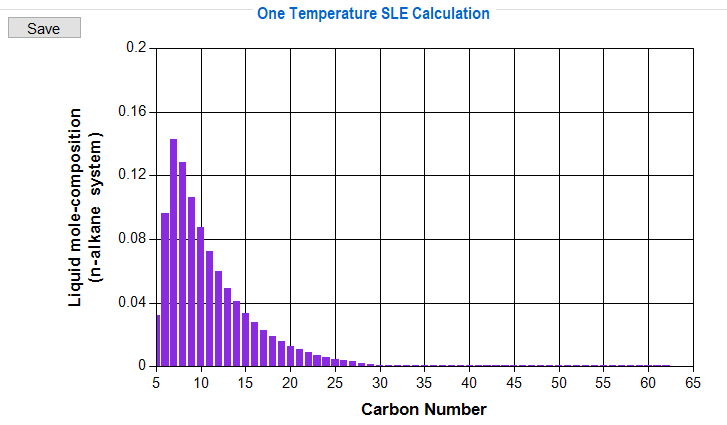 One Temperature SLE Calculation
Save
Liquid mole-composition
(n-alkane system)
0.2
0.16
0.12
0.08
0.04
0
5 10 15 20 25 30 35 40 45 50 55 60 65
Carbon Number